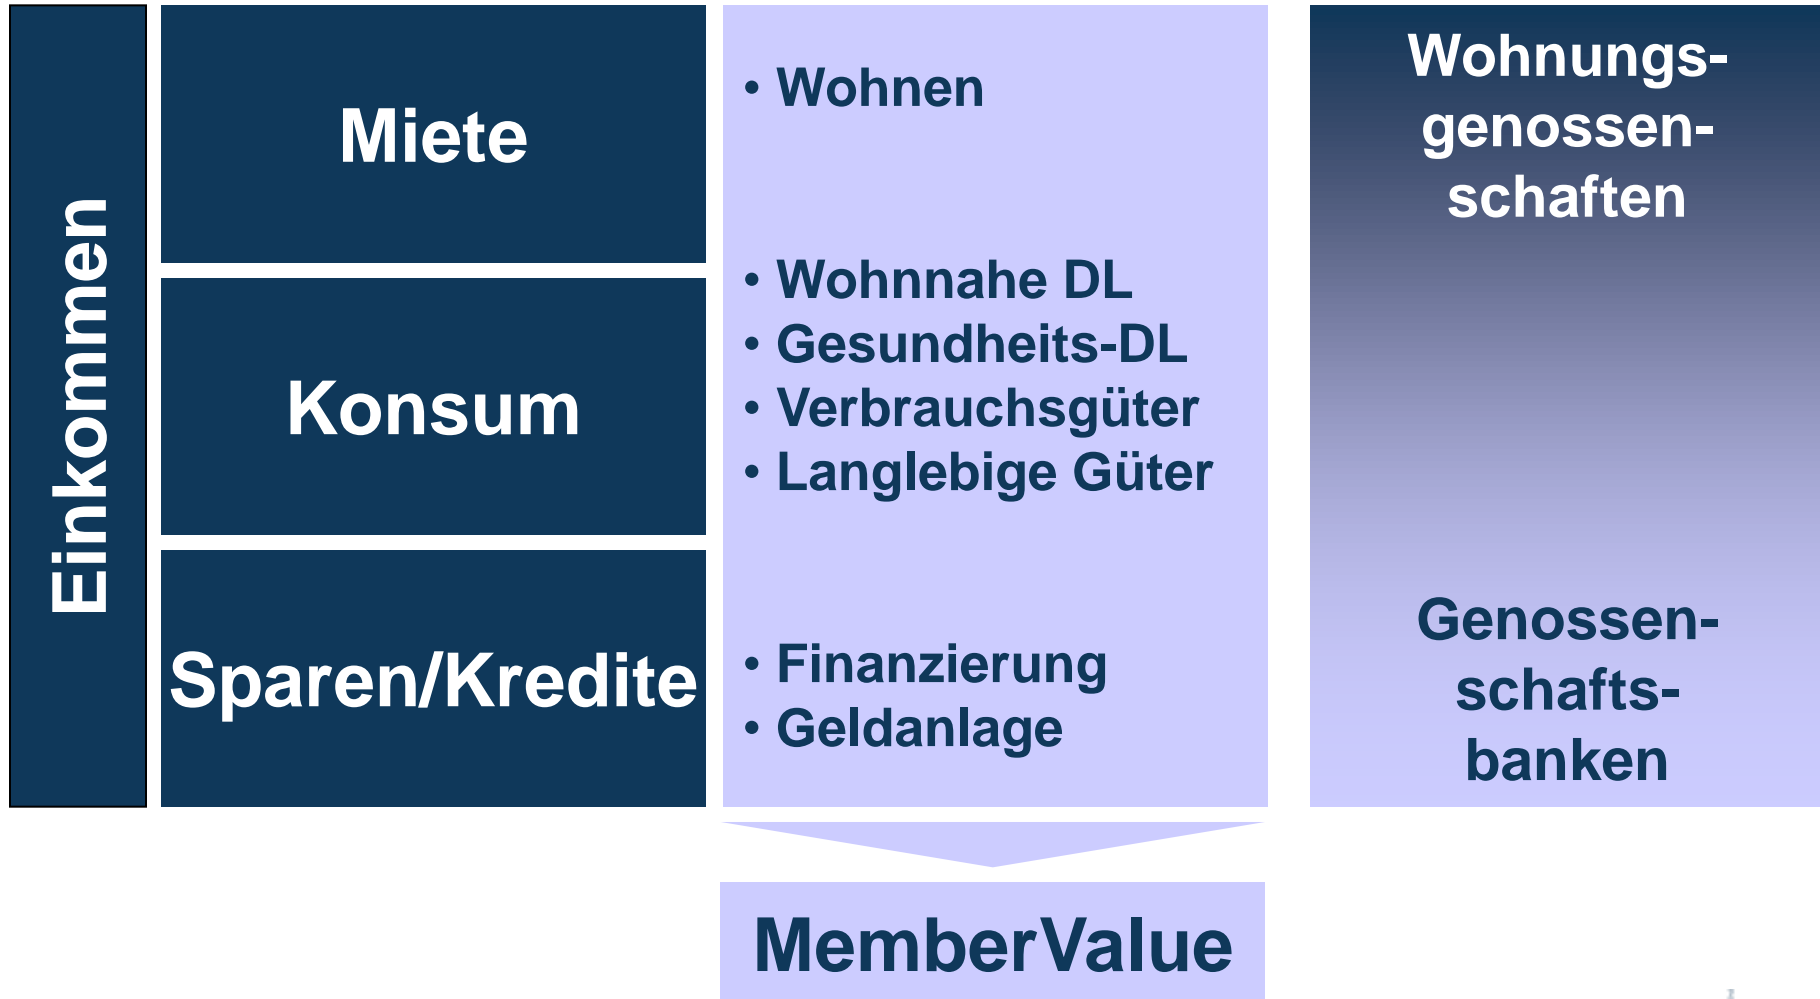 Einkommen
Miete
• Wohnen
Wohnungs-
genossen-
schaften
Konsum
• Wohnnahe DL
• Gesundheits-DL
• Verbrauchsgüter
• Langlebige Güter
Sparen/Kredite
• Finanzierung
• Geldanlage
Genossen-
schafts-
banken
MemberValue